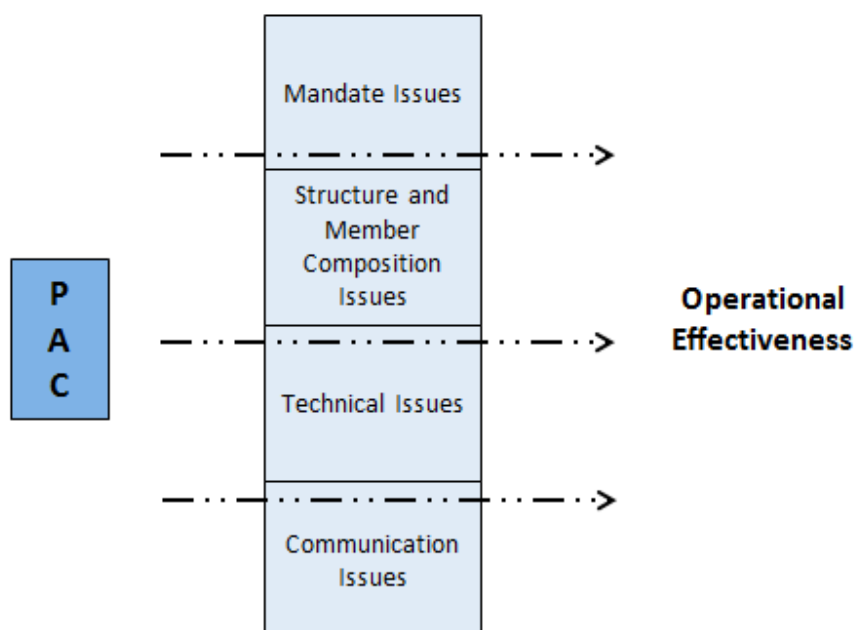 Mandate Issues
Structure and
Member
Composition
Issues
P
A
C
Operational
Effectiveness
Technical Issues
Communication
Issues